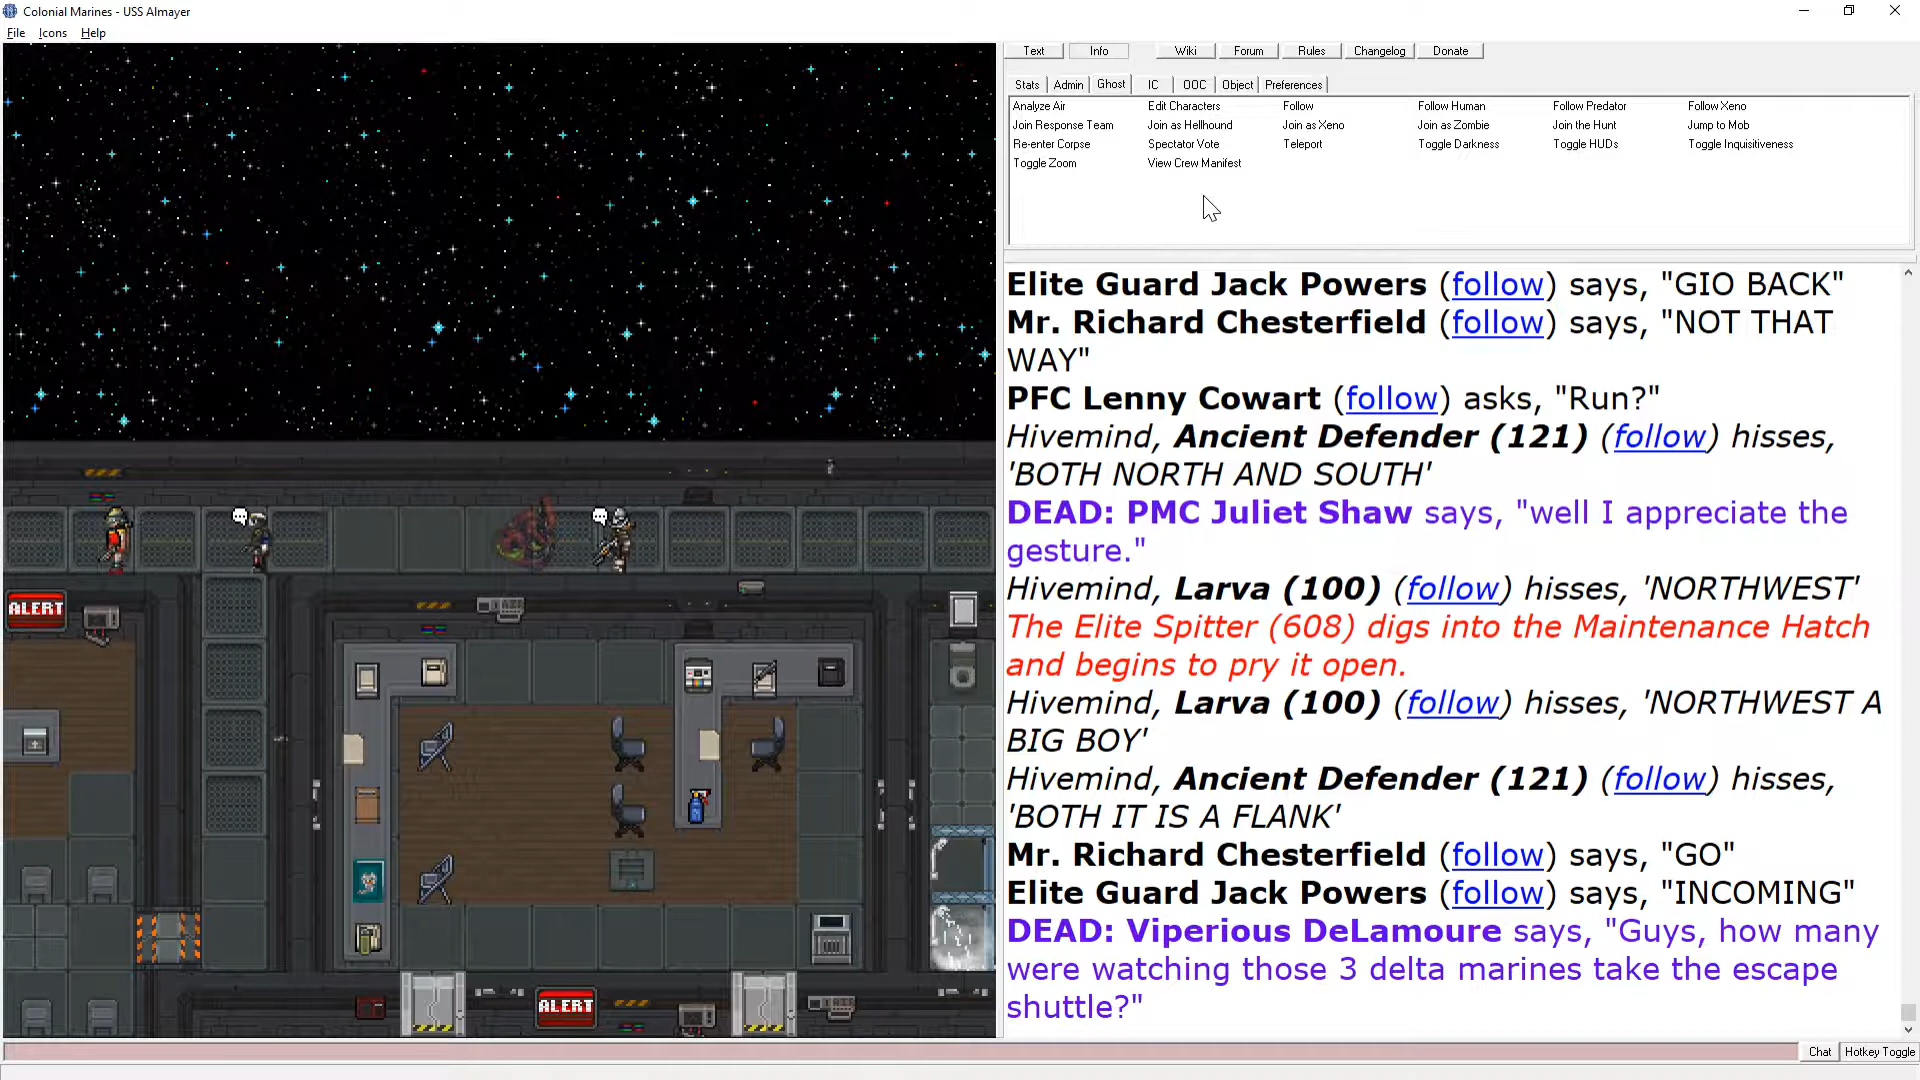 Colonial Marines - USS Almayer
File Icons Help
Text Info Wiki Forum Rules Changelog Donate
Stats Admin Ghost IC OOC Object Preferences
Analyze Air Edit Characters Follow Follow Human Follow Predator Follow Xeno
Join Response Team Join as Hellhound Join as Xeno Join as Zombie Join the Hunt Jump to Mob
Re-enter Corpse Spectator Vote Teleport Toggle Darkness Toggle HUDs Toggle Inquisitiveness
Toggle Zoom View Crew Manifest
Elite Guard Jack Powers (follow) says, "GIO BACK"
Mr. Richard Chesterfield (follow) says, "NOT THAT
WAY"
PFC Lenny Cowart (follow) asks, "Run?"
Hivemind, Ancient Defender (121) (follow) hisses,
'BOTH NORTH AND SOUTH'
DEAD: PMC Juliet Shaw says, "well I appreciate the
gesture."
Hivemind, Larva (100) (follow) hisses, 'NORTHWEST'
The Elite Spitter (608) digs into the Maintenance Hatch
and begins to pry it open.
Hivemind, Larva (100) (follow) hisses, 'NORTHWEST A
BIG BOY'
Hivemind, Ancient Defender (121) (follow) hisses,
'BOTH IT IS A FLANK'
Mr. Richard Chesterfield (follow) says, "GO"
Elite Guard Jack Powers (follow) says, "INCOMING"
DEAD: Viperious DeLamoure says, "Guys, how many
were watching those 3 delta marines take the escape
shuttle?"
ALERT
ALERT
Chat Hotkey Toggle